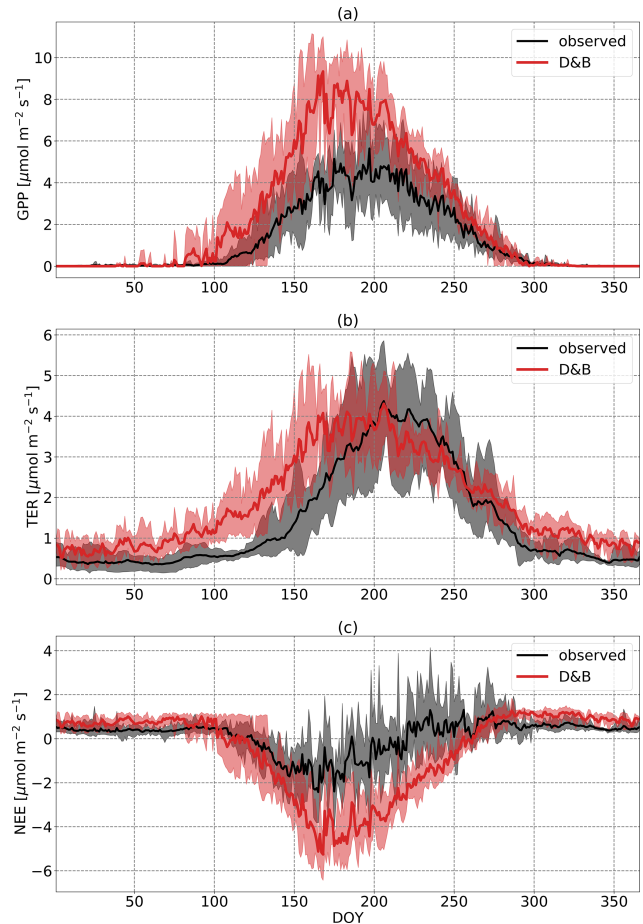 (a)
GPP [μmol m⁻² s⁻¹]
10
8
6
4
2
0
observed
D&B
50 100 150 200 250 300 350
(b)
TER [μmol m⁻² s⁻¹]
6
5
4
3
2
1
0
observed
D&B
50 100 150 200 250 300 350
(c)
NEE [μmol m⁻² s⁻¹]
4
2
0
−2
−4
−6
observed
D&B
50 100 150 200 250 300 350
DOY